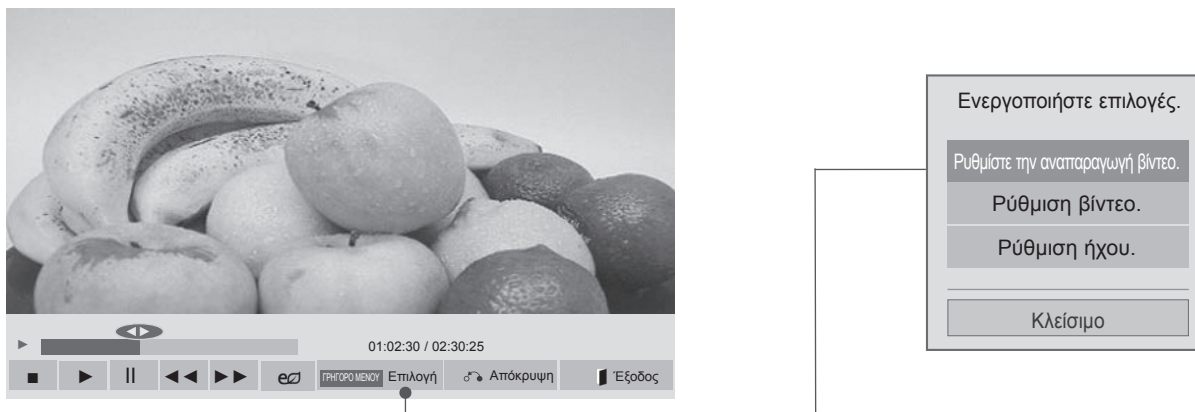 01:02:30 / 02:30:25
e ΓΡΗΓΟΡΟ ΜΕΝΟΥ Επιλογή Απόκρυψη Έξοδος
Ενεργοποιήστε επιλογές.
Ρυθμίστε την αναπαραγωγή βίντεο.
Ρύθμιση βίντεο.
Ρύθμιση ήχου.
Κλείσιμο